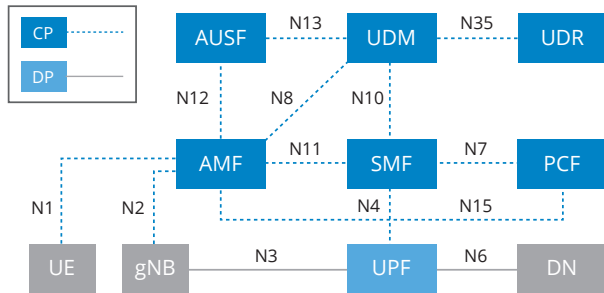 CP
DP
AUSF
N13
UDM
N35
UDR
N12
N8
N10
AMF
N11
SMF
N7
PCF
N1
N2
N4
N15
UE
gNB
N3
UPF
N6
DN